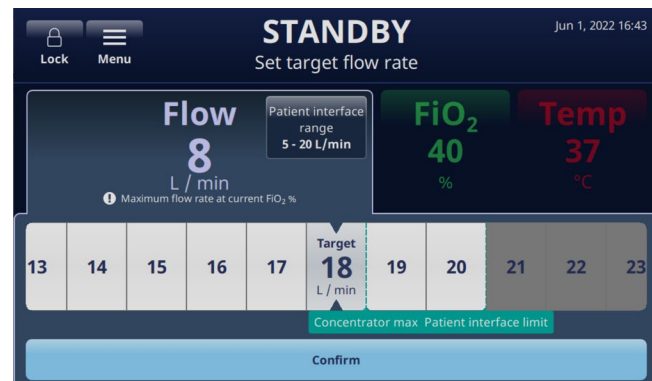 STANDBY
Jun 1, 2022 16:43
Set target flow rate
Lock Menu
Flow
8
L / min
Maximum flow rate at current FiO₂ %
Patient interface
range
5 - 20 L/min
FiO₂
40
%
Temp
37
°C
Target
13 14 15 16 17 18 19 20 21 22 23
L / min
Concentrator max Patient interface limit
Confirm